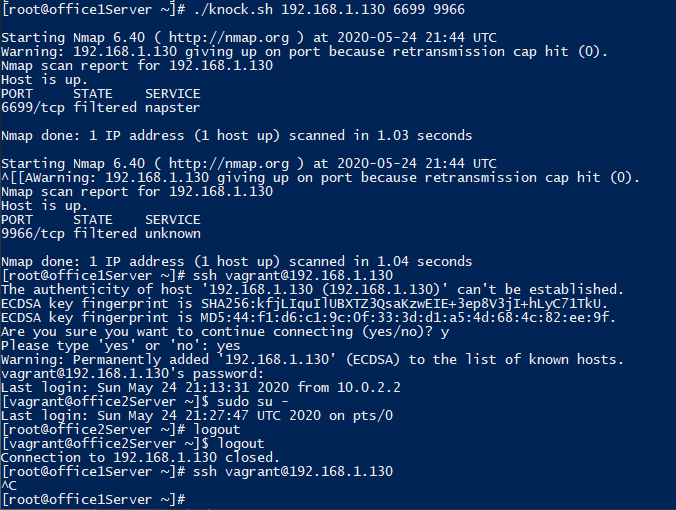 [root@office1Server ~]# ./knock.sh 192.168.1.130 6699 9966
Starting Nmap 6.40 ( http://nmap.org ) at 2020-05-24 21:44 UTC
Warning: 192.168.1.130 giving up on port because retransmission cap hit (0).
Nmap scan report for 192.168.1.130
Host is up.
PORT     STATE    SERVICE
6699/tcp filtered napster
Nmap done: 1 IP address (1 host up) scanned in 1.03 seconds
Starting Nmap 6.40 ( http://nmap.org ) at 2020-05-24 21:44 UTC
^[[AWarning: 192.168.1.130 giving up on port because retransmission cap hit (0).
Nmap scan report for 192.168.1.130
Host is up.
PORT     STATE    SERVICE
9966/tcp filtered unknown
Nmap done: 1 IP address (1 host up) scanned in 1.04 seconds
[root@office1Server ~]# ssh vagrant@192.168.1.130
The authenticity of host '192.168.1.130 (192.168.1.130)' can't be established.
ECDSA key fingerprint is SHA256:kfjLIquIlUBXTZ3QsaKzwEIE+3ep8V3jI+hLyC71TkU.
ECDSA key fingerprint is MD5:44:f1:d6:c1:9c:0f:33:3d:d1:a5:4d:68:4c:82:ee:9f.
Are you sure you want to continue connecting (yes/no)? y
Please type 'yes' or 'no': yes
Warning: Permanently added '192.168.1.130' (ECDSA) to the list of known hosts.
vagrant@192.168.1.130's password:
Last login: Sun May 24 21:13:31 2020 from 10.0.2.2
[vagrant@office2Server ~]$ sudo su -
Last login: Sun May 24 21:27:47 UTC 2020 on pts/0
[root@office2Server ~]# logout
[vagrant@office2Server ~]$ logout
Connection to 192.168.1.130 closed.
[root@office1Server ~]# ssh vagrant@192.168.1.130
^C
[root@office1Server ~]#